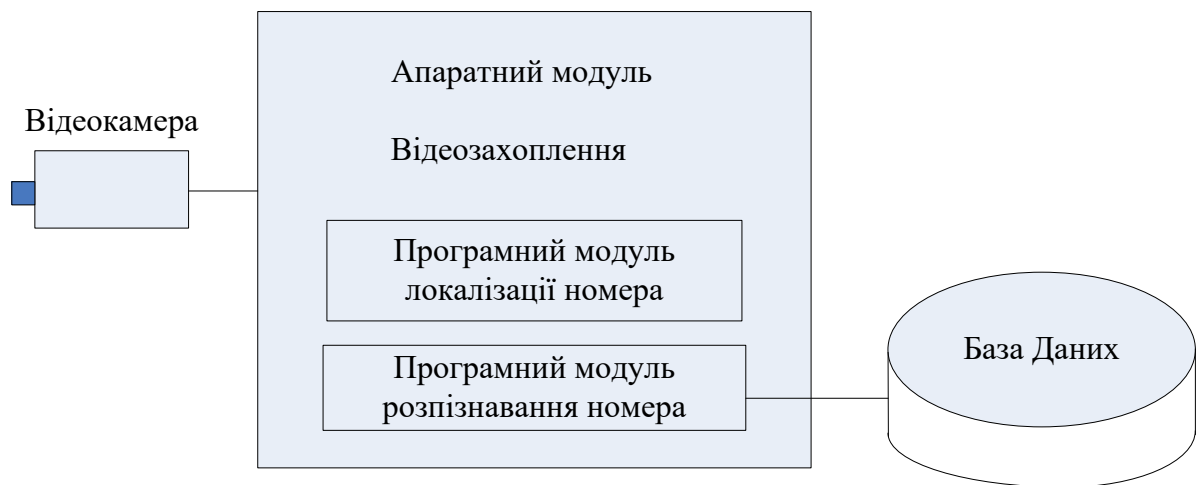 Апаратний модуль
Відеозахоплення
Відеокамера
Програмний модуль
локалізації номера
Програмний модуль
розпізнавання номера
База Даних